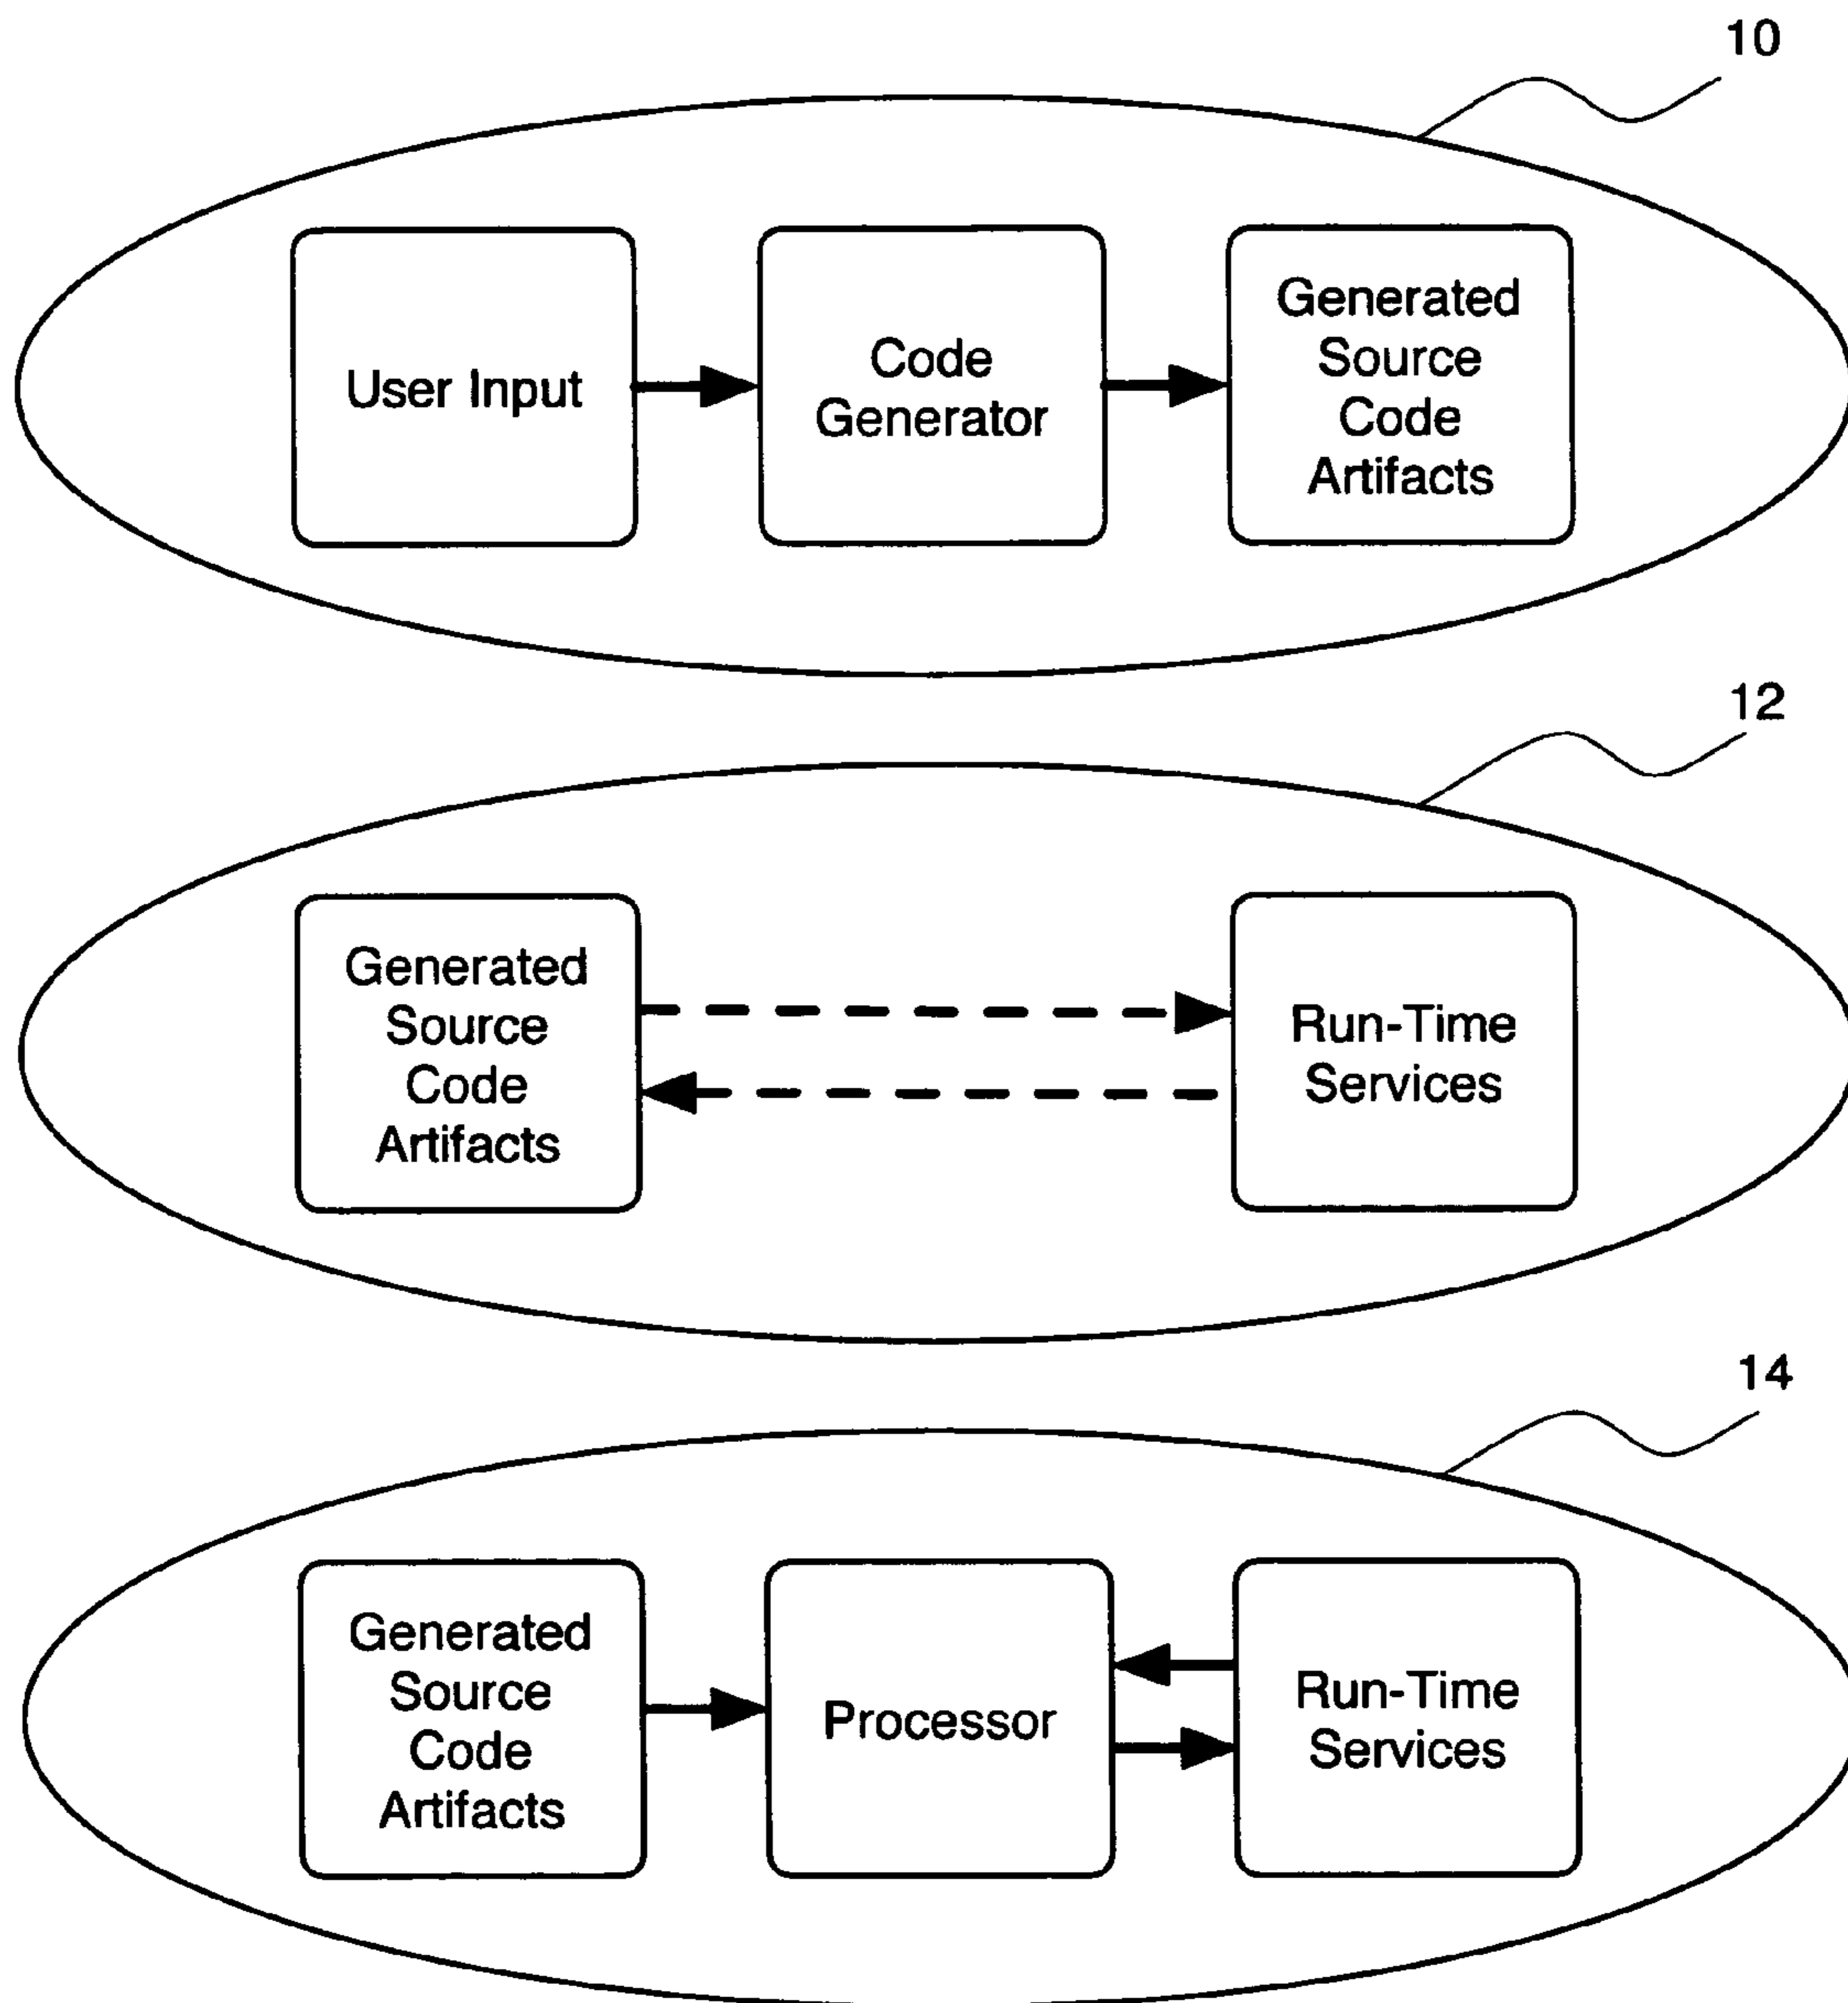 10
User Input
Code
Generator
Generated
Source
Code
Artifacts
12
Generated
Source
Code
Artifacts
Run-Time
Services
14
Generated
Source
Code
Artifacts
Processor
Run-Time
Services